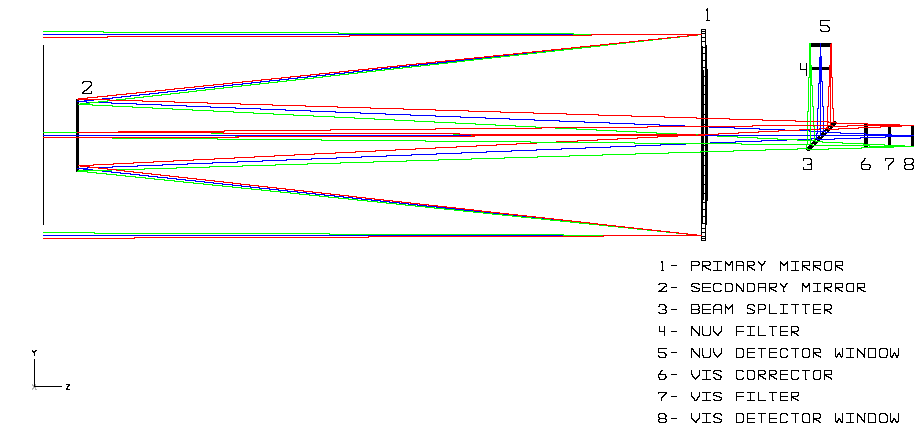 1
5
4
2
3 6 7 8
1- PRIMARY MIRROR
2- SECONDARY MIRROR
3- BEAM SPLITTER
4- NUV FILTER
5- NUV DETECTOR WINDOW
6- VIS CORRECTOR
7- VIS FILTER
8- VIS DETECTOR WINDOW
Y
X Z